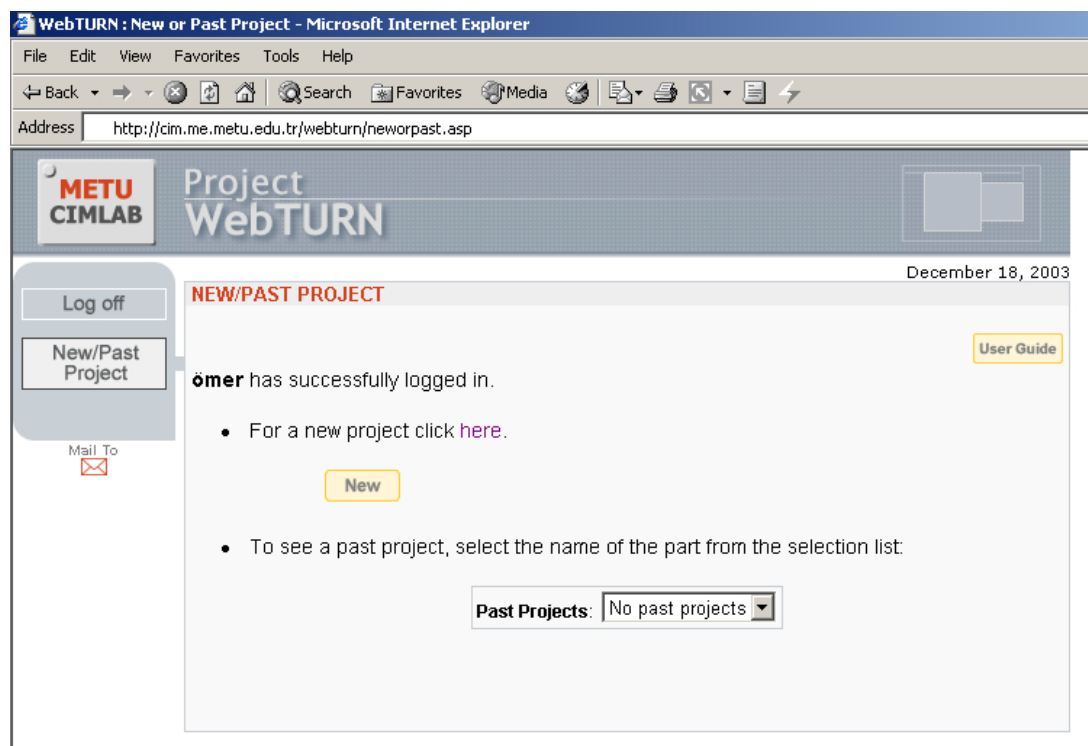 WebTURN : New or Past Project - Microsoft Internet Explorer
File Edit View Favorites Tools Help
Back Search Favorites Media
Address http://cim.me.metu.edu.tr/webturn/neworpast.asp
METU
CIMLAB
Project
WebTURN
December 18, 2003
Log off
New/Past
Project
Mail To
NEW/PAST PROJECT
User Guide
ömer has successfully logged in.
• For a new project click here.
New
• To see a past project, select the name of the part from the selection list:
Past Projects: No past projects